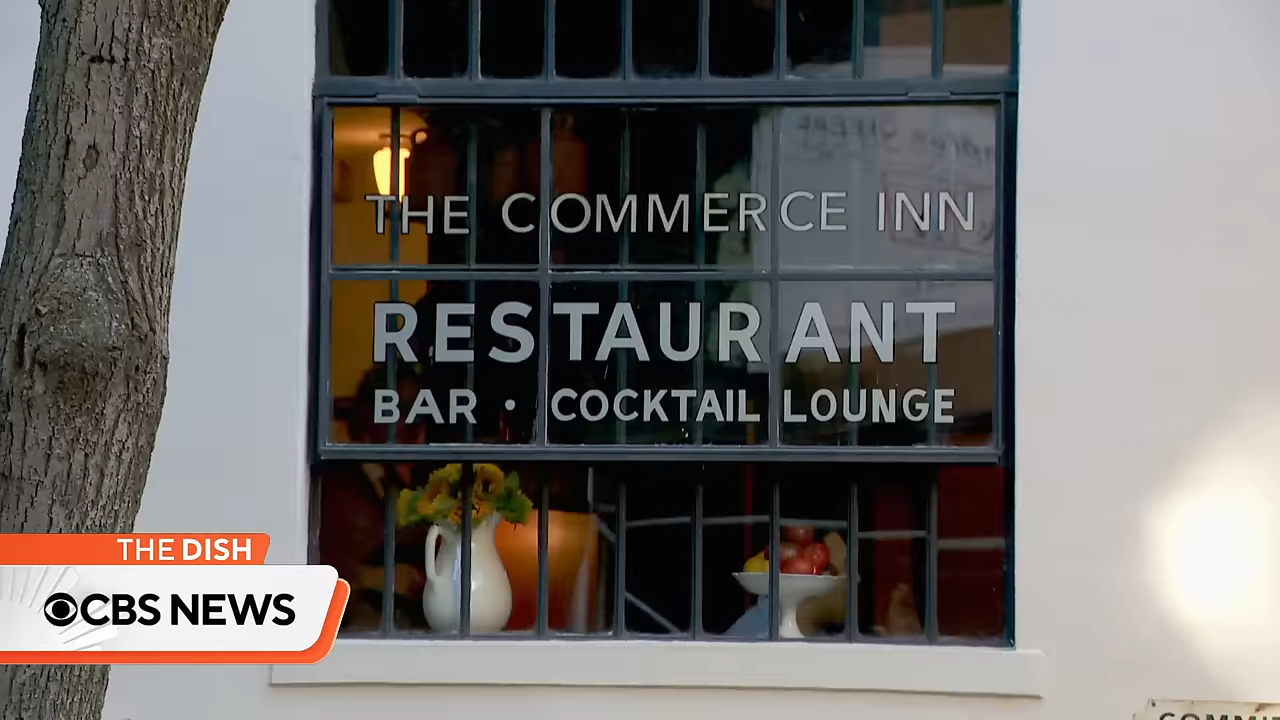 THE COMMERCE INN
RESTAURANT
BAR • COCKTAIL LOUNGE
THE DISH
CBS NEWS